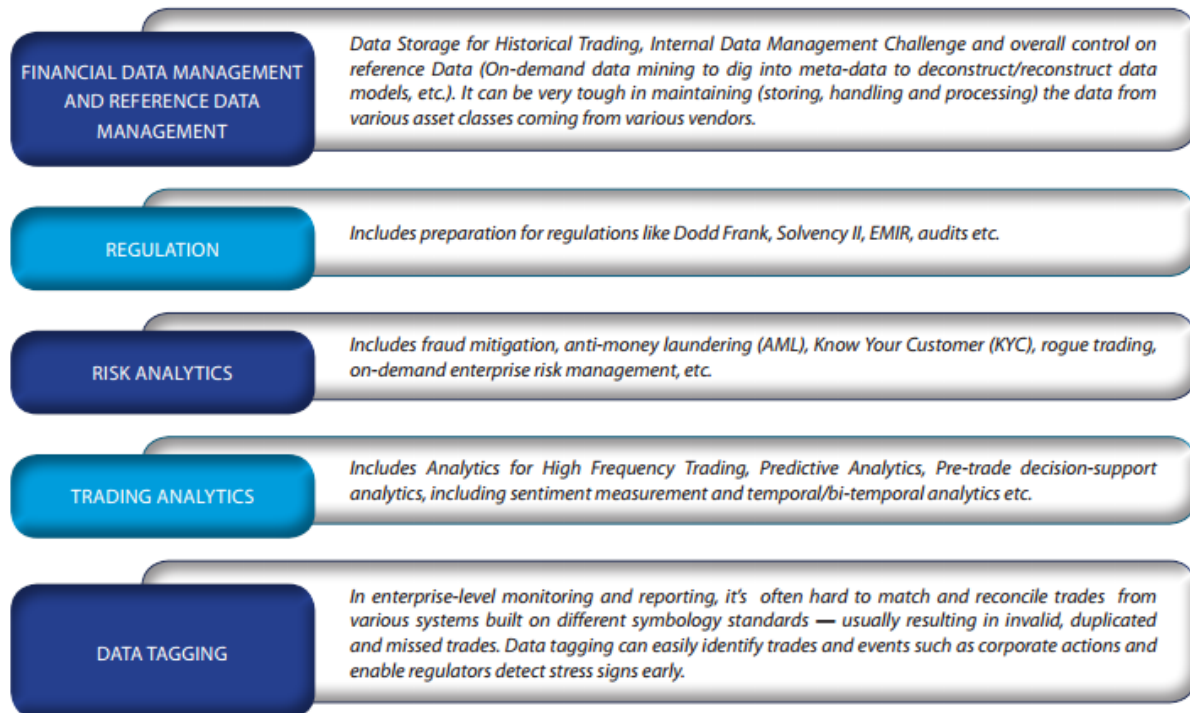 FINANCIAL DATA MANAGEMENT
AND REFERENCE DATA
MANAGEMENT
Data Storage for Historical Trading, Internal Data Management Challenge and overall control on
reference Data (On-demand data mining to dig into meta-data to deconstruct/reconstruct data
models, etc.). It can be very tough in maintaining (storing, handling and processing) the data from
various asset classes coming from various vendors.
REGULATION
Includes preparation for regulations like Dodd Frank, Solvency II, EMIR, audits etc.
RISK ANALYTICS
Includes fraud mitigation, anti-money laundering (AML), Know Your Customer (KYC), rogue trading,
on-demand enterprise risk management, etc.
TRADING ANALYTICS
Includes Analytics for High Frequency Trading, Predictive Analytics, Pre-trade decision-support
analytics, including sentiment measurement and temporal/bi-temporal analytics etc.
DATA TAGGING
In enterprise-level monitoring and reporting, it's often hard to match and reconcile trades from
various systems built on different symbology standards — usually resulting in invalid, duplicated
and missed trades. Data tagging can easily identify trades and events such as corporate actions and
enable regulators detect stress signs early.